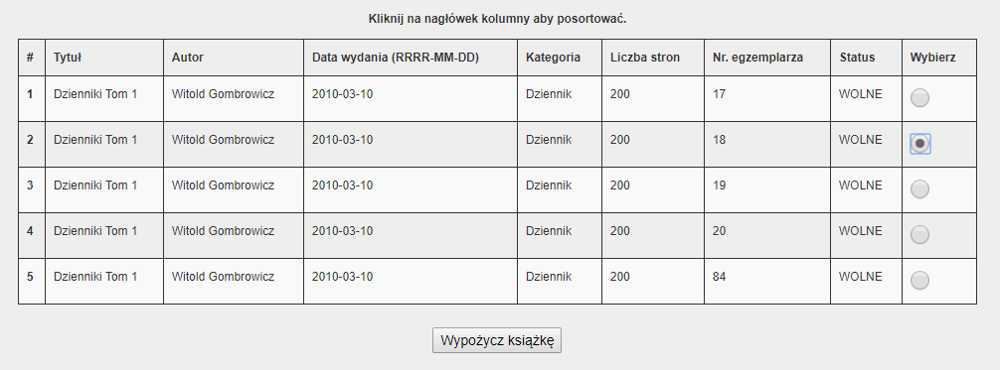 Kliknij na nagłówek kolumny aby posortować.
# Tytuł Autor Data wydania (RRRR-MM-DD) Kategoria Liczba stron Nr. egzemplarza Status Wybierz
1 Dzienniki Tom 1 Witold Gombrowicz 2010-03-10 Dziennik 200 17 WOLNE
2 Dzienniki Tom 1 Witold Gombrowicz 2010-03-10 Dziennik 200 18 WOLNE
3 Dzienniki Tom 1 Witold Gombrowicz 2010-03-10 Dziennik 200 19 WOLNE
4 Dzienniki Tom 1 Witold Gombrowicz 2010-03-10 Dziennik 200 20 WOLNE
5 Dzienniki Tom 1 Witold Gombrowicz 2010-03-10 Dziennik 200 84 WOLNE
Wypożycz książkę